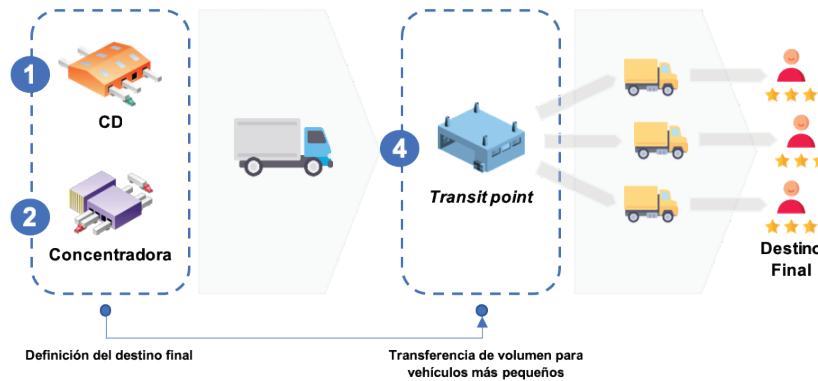 1
CD
2
Concentradora
4
Transit point
Destino
Final
Definición del destino final
Transferencia de volumen para
vehículos más pequeños